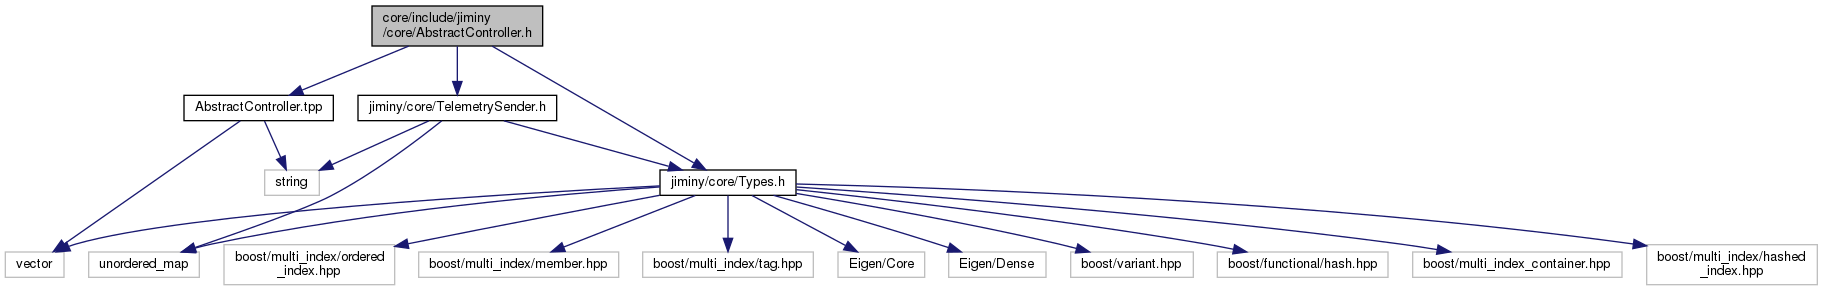 core/include/jiminy
/core/AbstractController.h
AbstractController.tpp
jiminy/core/TelemetrySender.h
string
jiminy/core/Types.h
vector
unordered_map
boost/multi_index/ordered
_index.hpp
boost/multi_index/member.hpp
boost/multi_index/tag.hpp
Eigen/Core
Eigen/Dense
boost/variant.hpp
boost/functional/hash.hpp
boost/multi_index_container.hpp
boost/multi_index/hashed
_index.hpp